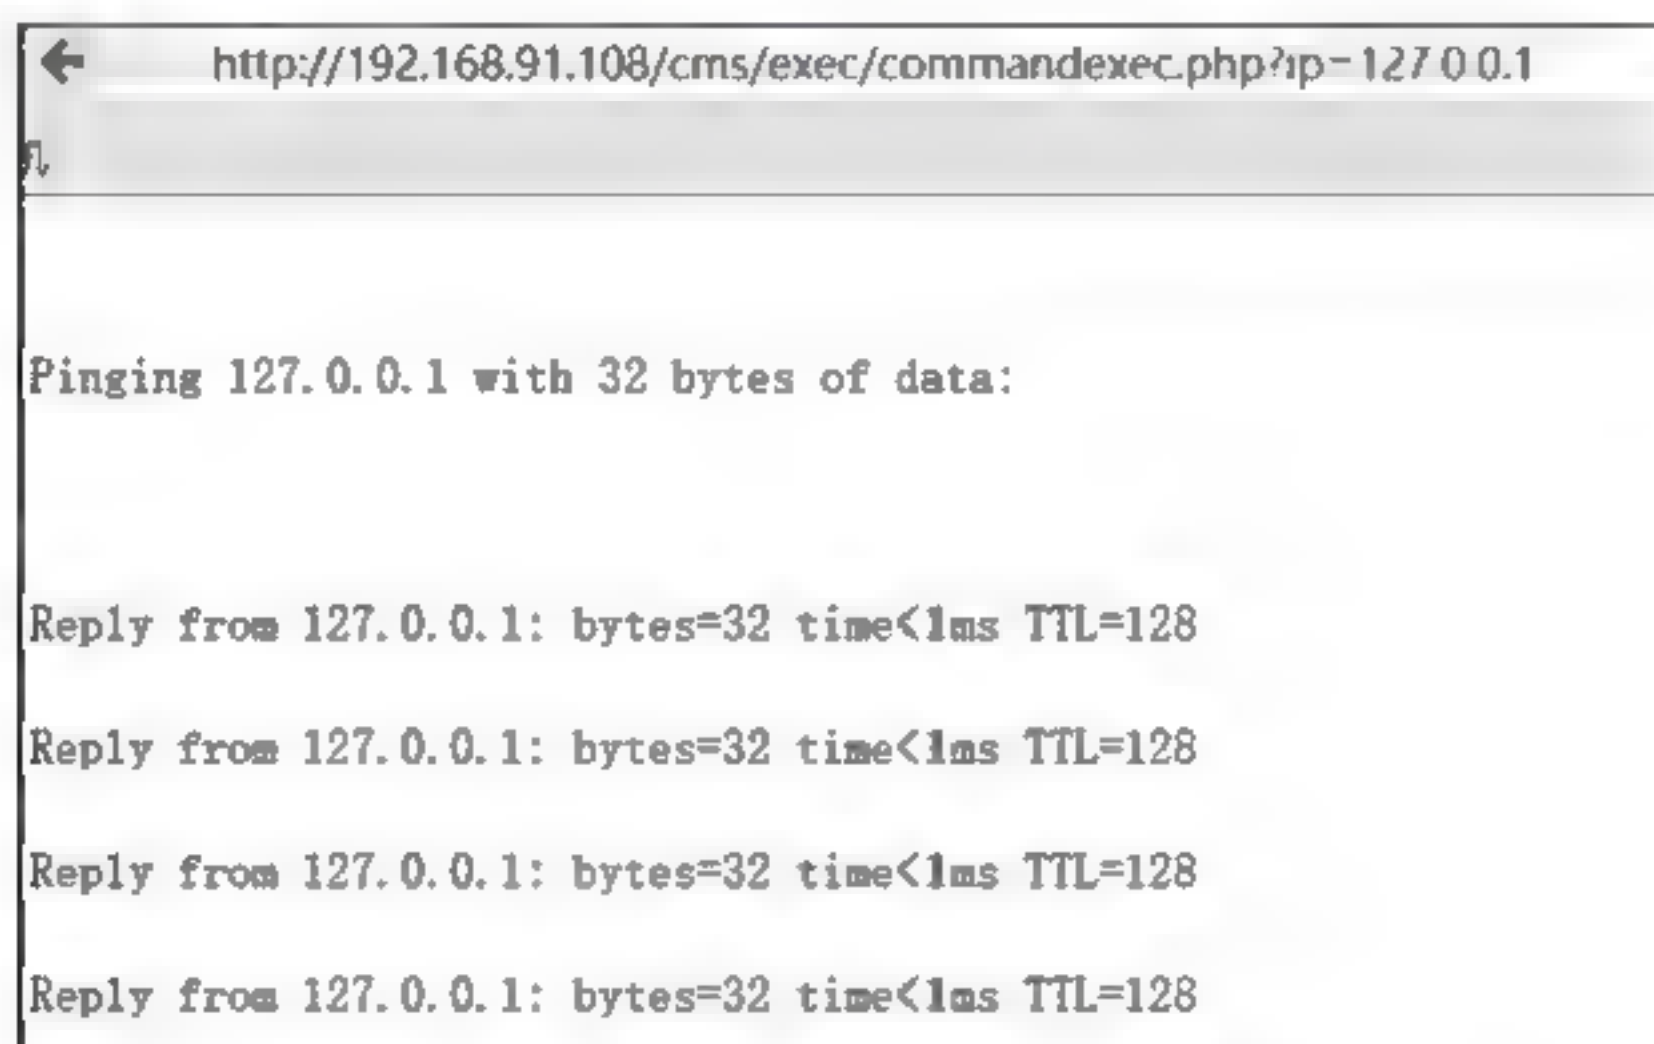 http://192.168.91.108/cms/exec/commandexec.php?ip=127.0.0.1
Pinging 127.0.0.1 with 32 bytes of data:
Reply from 127.0.0.1: bytes=32 time<1ms TTL=128
Reply from 127.0.0.1: bytes=32 time<1ms TTL=128
Reply from 127.0.0.1: bytes=32 time<1ms TTL=128
Reply from 127.0.0.1: bytes=32 time<1ms TTL=128